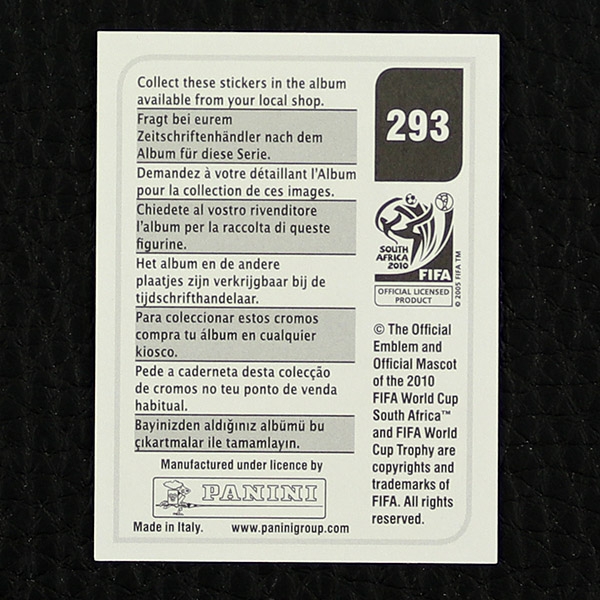 Collect these stickers in the album
available from your local shop.
Fragt bei eurem
Zeitschriftenhändler nach dem
Album für diese Serie.
Demandez à votre détaillant l'Album
pour la collection de ces images.
Chiedete al vostro rivenditore
l'album per la raccolta di queste
figurine.
Het album en de andere
plaatjes zijn verkrijgbaar bij de
tijdschrifthandelaar.
Para coleccionar estos cromos
compra tu álbum en cualquier
kiosco.
Pede a caderneta desta colecção
de cromos no teu ponto de venda
habitual.
Bayinizden aldığınız albümü bu
çıkartmalar ile tamamlayın.
Manufactured under licence by
PANINI
Made in Italy. www.paninigroup.com
293
SOUTH
AFRICA
2010
FIFA
OFFICIAL LICENSED
PRODUCT
© 2005 FIFA TM
© The Official
Emblem and
Official Mascot
of the 2010
FIFA World Cup
South Africa™
and FIFA World
Cup Trophy are
copyrights and
trademarks of
FIFA. All rights
reserved.